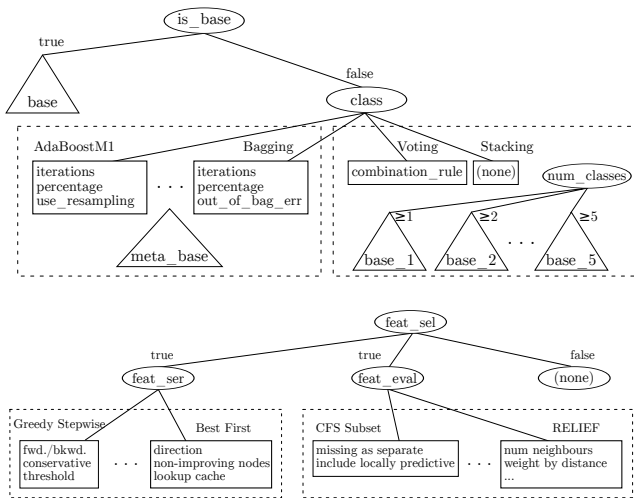 is_base
true
false
base
class
AdaBoostM1
Bagging
Voting
Stacking
iterations
percentage
use_resampling
. . .
iterations
percentage
out_of_bag_err
combination_rule
(none)
num_classes
meta_base
≥1
≥2
≥5
base_1
base_2
. . .
base_5
feat_sel
true
true
false
feat_ser
feat_eval
(none)
Greedy Stepwise
Best First
CFS Subset
RELIEF
fwd./bkwd.
conservative
threshold
. . .
direction
non-improving nodes
lookup cache
missing as separate
include locally predictive
. . .
num neighbours
weight by distance
...